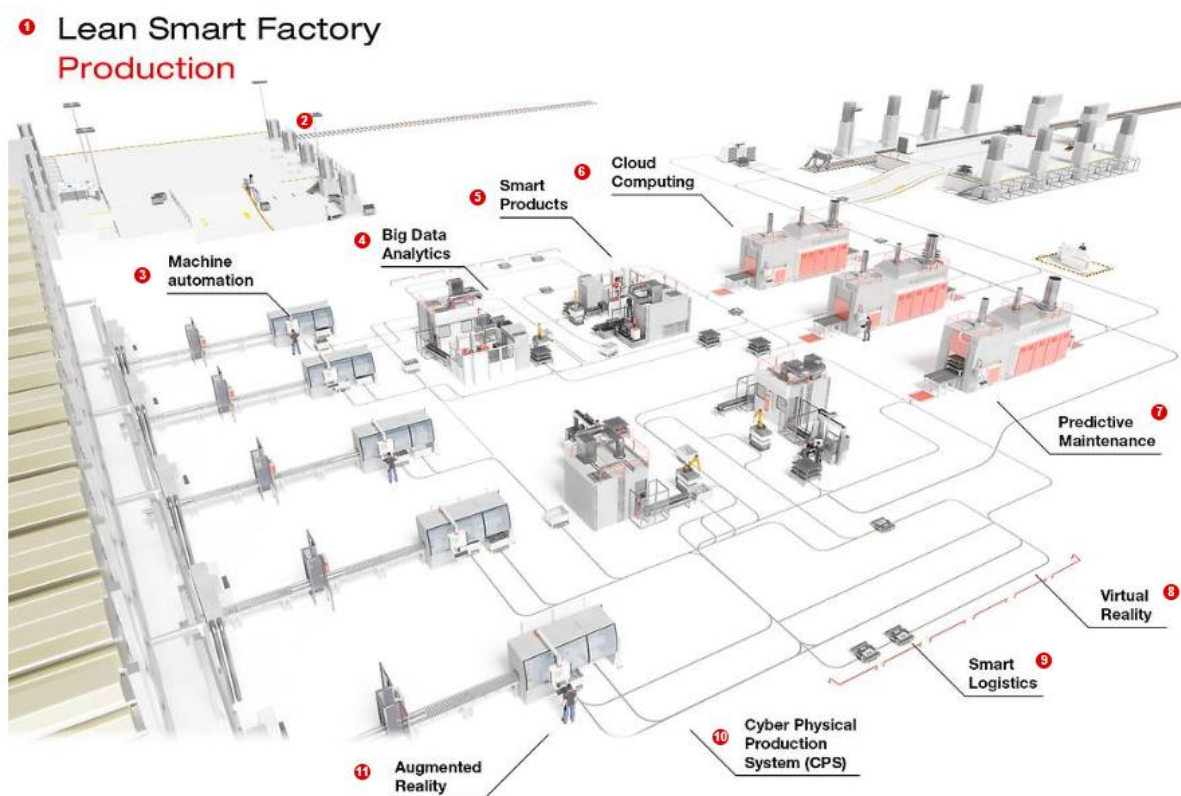 1 Lean Smart Factory
Production
2
6 Cloud
Computing
5 Smart
Products
4 Big Data
Analytics
3 Machine
automation
Predictive 7
Maintenance
Virtual 8
Reality
Smart 9
Logistics
10 Cyber Physical
Production
System (CPS)
11 Augmented
Reality